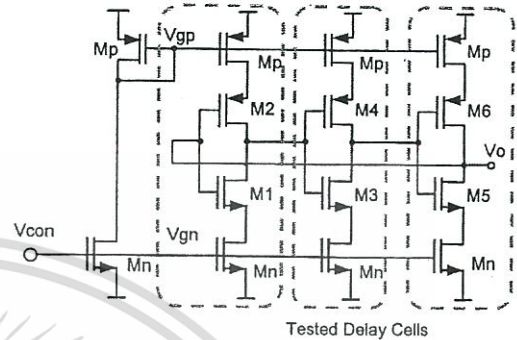 Mp Vgp Mp Mp Mp
M2 M4 M6
Vo
M1 M3 M5
Vcon Vgn
Mn Mn Mn Mn
Tested Delay Cells